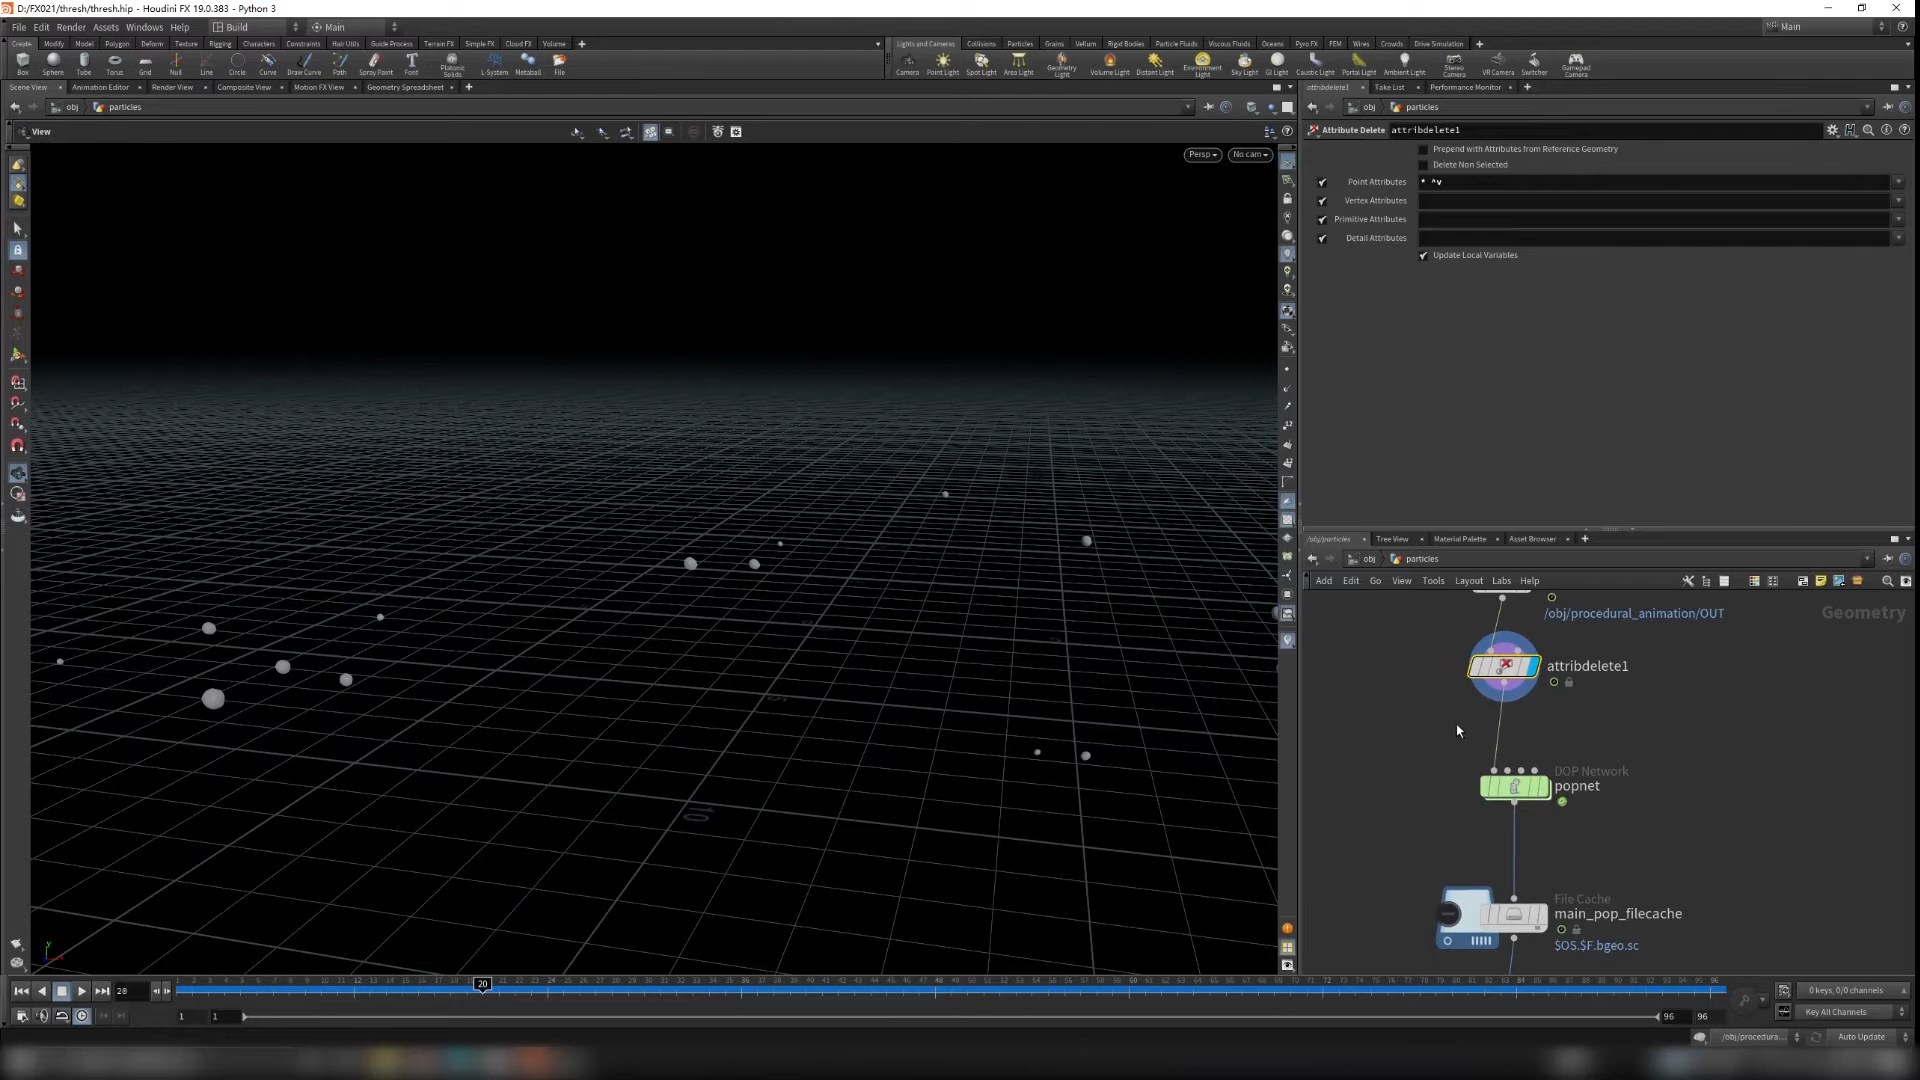 D:/FX021/thresh/thresh.hip - Houdini FX 19.0.383 - Python 3
File Edit Render Assets Windows Help Build Main Main
Create Modify Model Polygon Deform Texture Rigging Characters Constraints Hair Utils Guide Process Terrain FX Simple FX Cloud FX Volume
Lights and Cameras Collisions Particles Grains Vellum Rigid Bodies Particle Fluids Viscous Fluids Oceans Pyro FX FEM Wires Crowds Drive Simulation
Box Sphere Tube Torus Grid Null Line Circle Curve Draw Curve Path Spray Paint Font Platonic Solids L-System Metaball File
Camera Point Light Spot Light Area Light Geometry Light Volume Light Distant Light Environment Light Sky Light GI Light Caustic Light Portal Light Ambient Light Stereo Camera VR Camera Switcher Gamepad Camera
Scene View Animation Editor Render View Composite View Motion FX View Geometry Spreadsheet
attribdelete1 Take List Performance Monitor
obj particles
obj particles
View
Persp No cam
Attribute Delete attribdelete1
Prepend with Attributes from Reference Geometry
Delete Non Selected
Point Attributes * ^v
Vertex Attributes
Primitive Attributes
Detail Attributes
Update Local Variables
/obj/particles Tree View Material Palette Asset Browser
obj particles
Add Edit Go View Tools Layout Labs Help
Geometry
/obj/procedural_animation/OUT
attribdelete1
DOP Network
popnet
File Cache
main_pop_filecache
$OS.$F.bgeo.sc
10
20
20 24 48 60 72 84 96
0 keys, 0/0 channels
1 1 96 96
Key All Channels
/obj/procedura... Auto Update